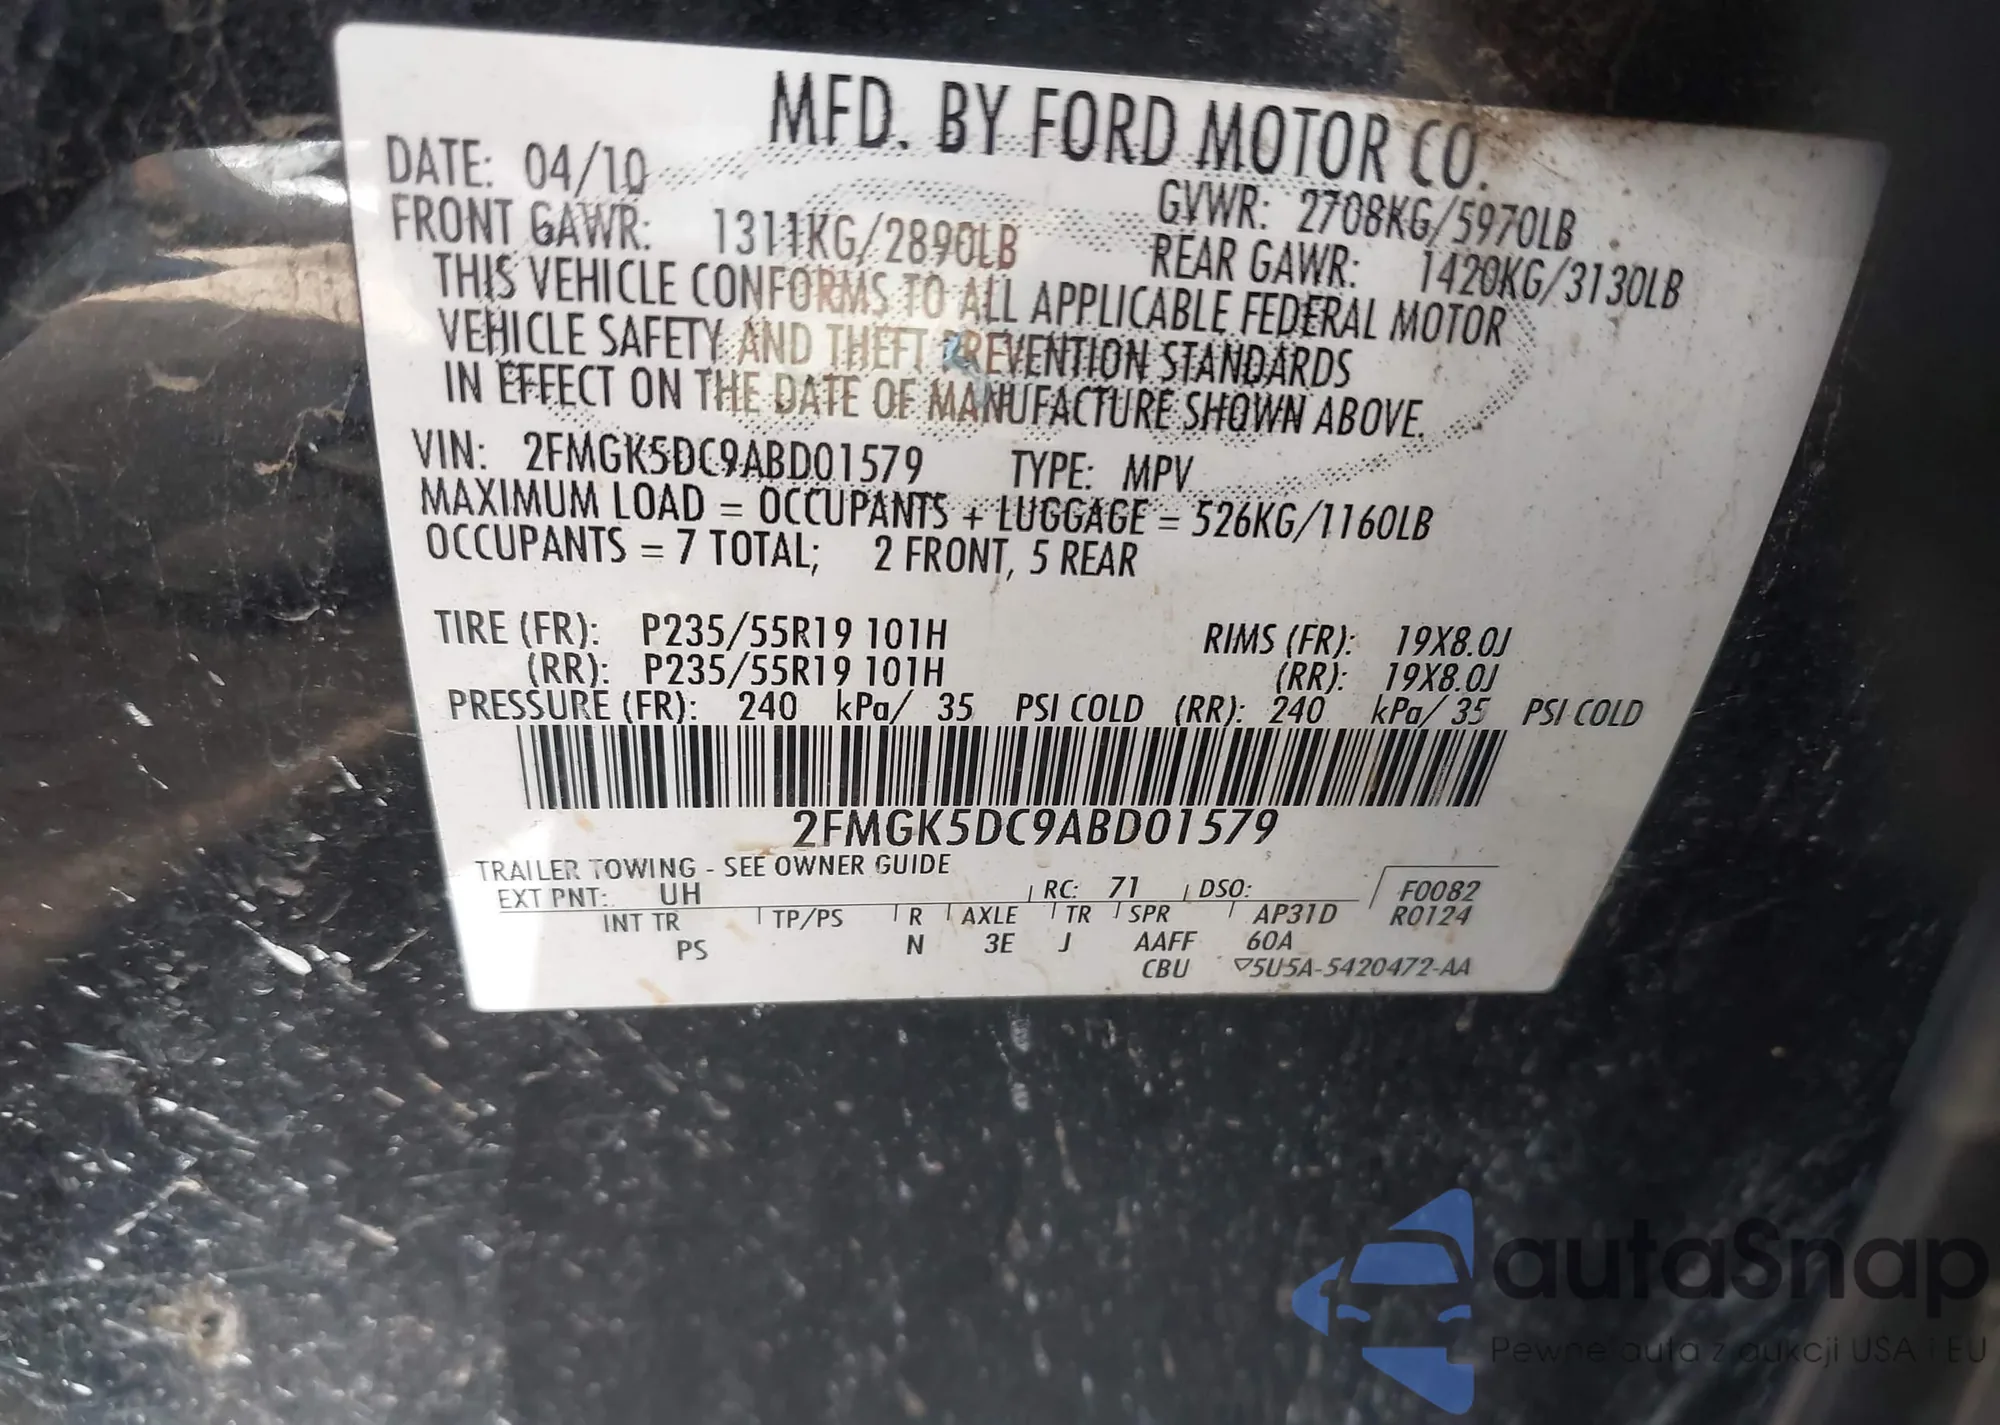 MFD. BY FORD MOTOR CO.
DATE: 04/10 GVWR: 2708KG/5970LB
FRONT GAWR: 1311KG/2890LB REAR GAWR: 1420KG/3130LB
THIS VEHICLE CONFORMS TO ALL APPLICABLE FEDERAL MOTOR
VEHICLE SAFETY AND THEFT PREVENTION STANDARDS
IN EFFECT ON THE DATE OF MANUFACTURE SHOWN ABOVE.
VIN: 2FMGK5DC9ABD01579 TYPE: MPV
MAXIMUM LOAD = OCCUPANTS + LUGGAGE = 526KG/1160LB
OCCUPANTS = 7 TOTAL; 2 FRONT, 5 REAR
TIRE (FR): P235/55R19 101H RIMS (FR): 19X8.0J
(RR): P235/55R19 101H (RR): 19X8.0J
PRESSURE (FR): 240 kPa/ 35 PSI COLD (RR): 240 kPa/ 35 PSI COLD
2FMGK5DC9ABD01579
TRAILER TOWING - SEE OWNER GUIDE
EXT PNT: UH RC: 71 DSO: F0082
INT TR TP/PS R AXLE TR SPR AP31D R0124
PS N 3E J AAFF 60A
CBU ▽5U5A-5420472-AA
autaSnap
Pewne auta z aukcji USA i EU